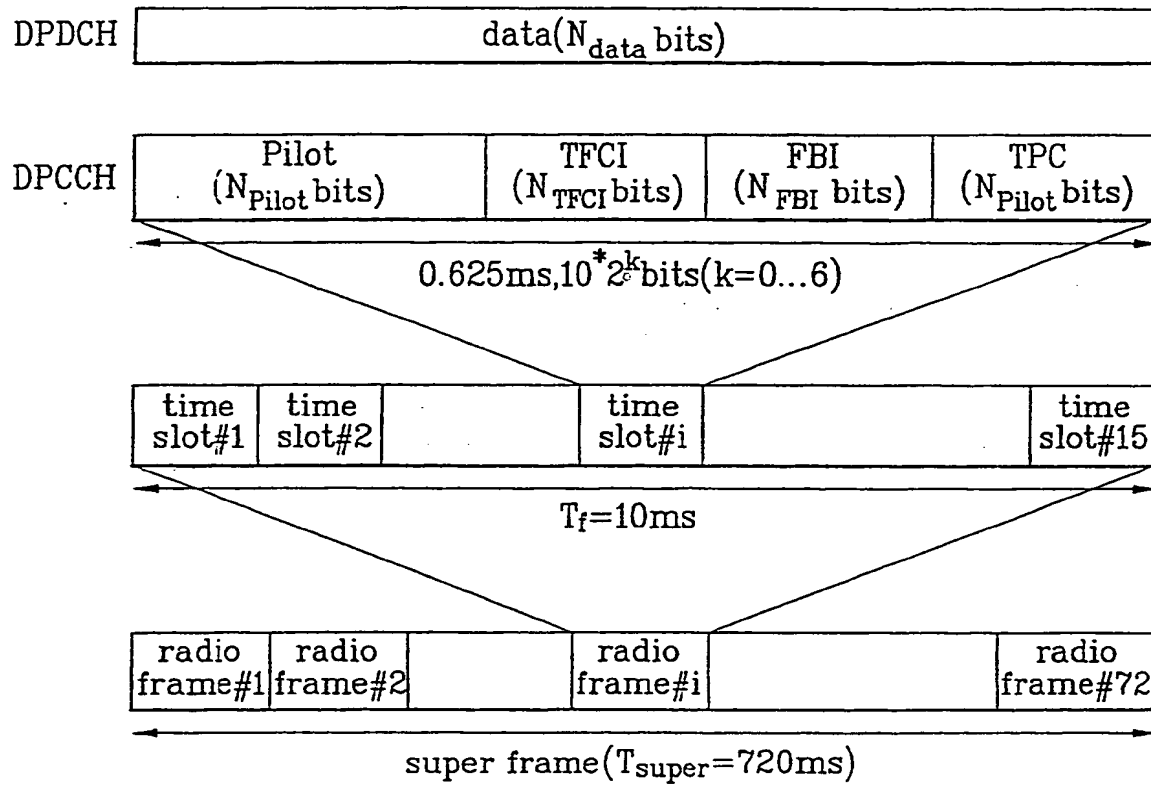 DPDCH data(N_data bits)
DPCCH
Pilot
(N_Pilot bits)
TFCI
(N_TFCI bits)
FBI
(N_FBI bits)
TPC
(N_Pilot bits)
0.625ms,10*2^k bits(k=0...6)
time
slot#1
time
slot#2
time
slot#i
time
slot#15
T_f=10ms
radio
frame#1
radio
frame#2
radio
frame#i
radio
frame#72
super frame(T_super=720ms)